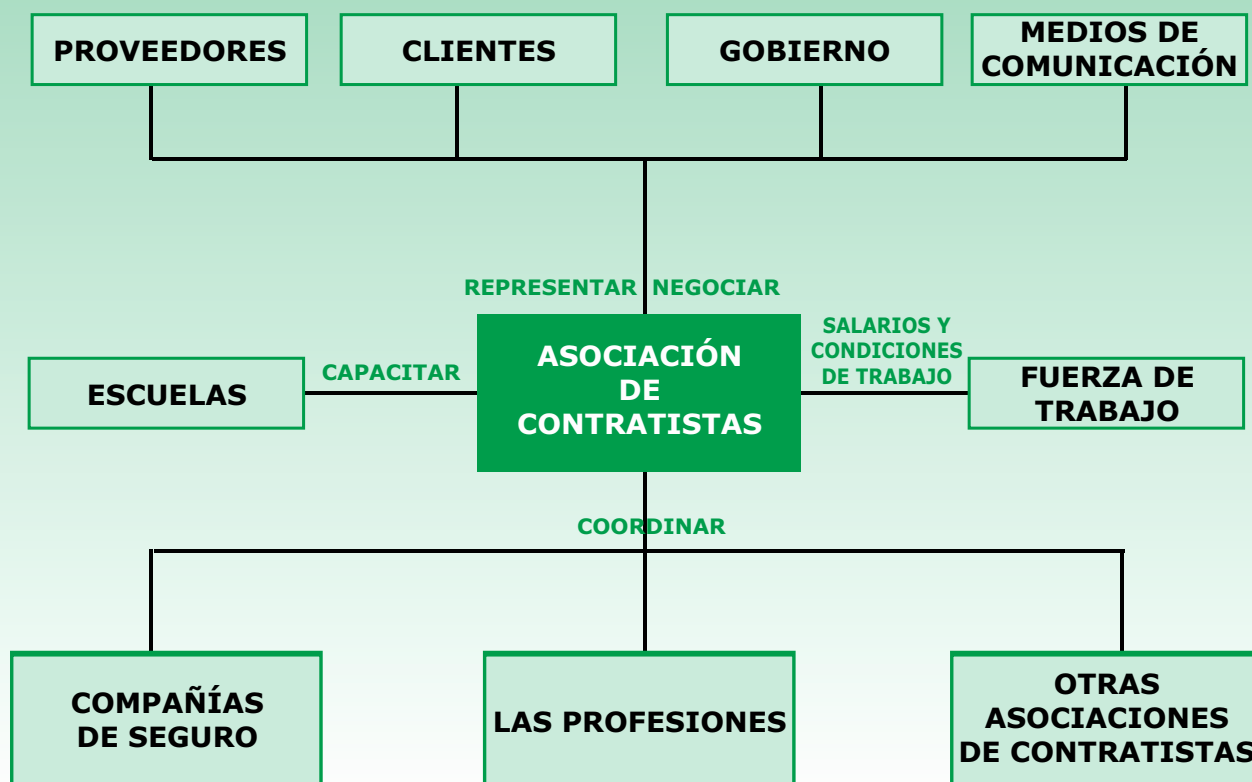 PROVEEDORES
CLIENTES
GOBIERNO
MEDIOS DE
COMUNICACIÓN
REPRESENTAR NEGOCIAR
ESCUELAS
CAPACITAR
ASOCIACIÓN
DE
CONTRATISTAS
SALARIOS Y
CONDICIONES
DE TRABAJO
FUERZA DE
TRABAJO
COORDINAR
COMPAÑÍAS
DE SEGURO
LAS PROFESIONES
OTRAS
ASOCIACIONES
DE CONTRATISTAS